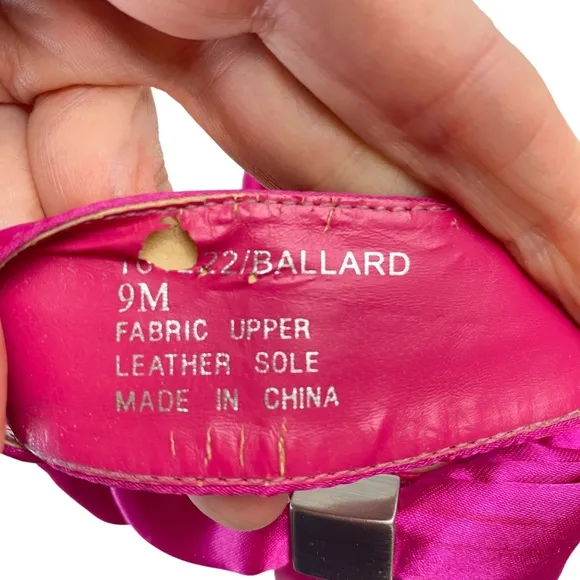 22/BALLARD
9M
FABRIC UPPER
LEATHER SOLE
MADE IN CHINA